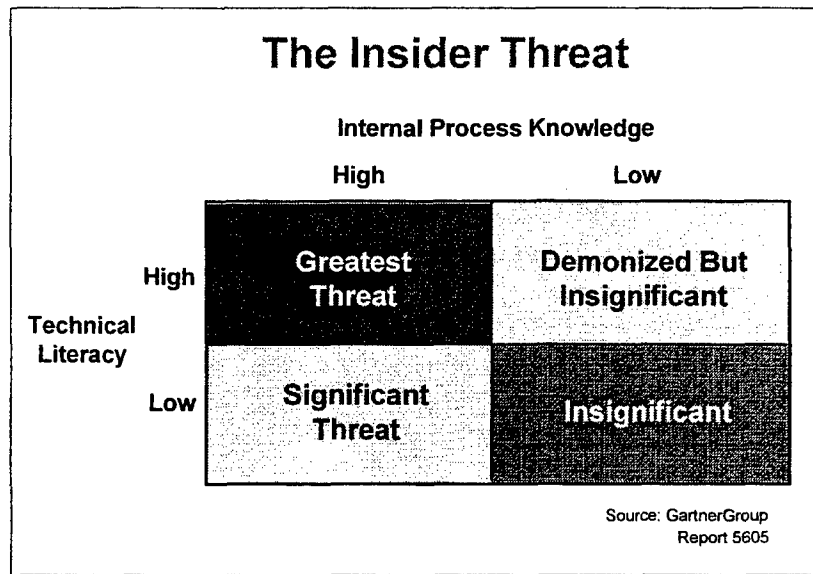 The Insider Threat
Internal Process Knowledge
High Low
High
Greatest
Threat
Demonized But
Insignificant
Technical
Literacy
Low
Significant
Threat
Insignificant
Source: GartnerGroup
Report 5605